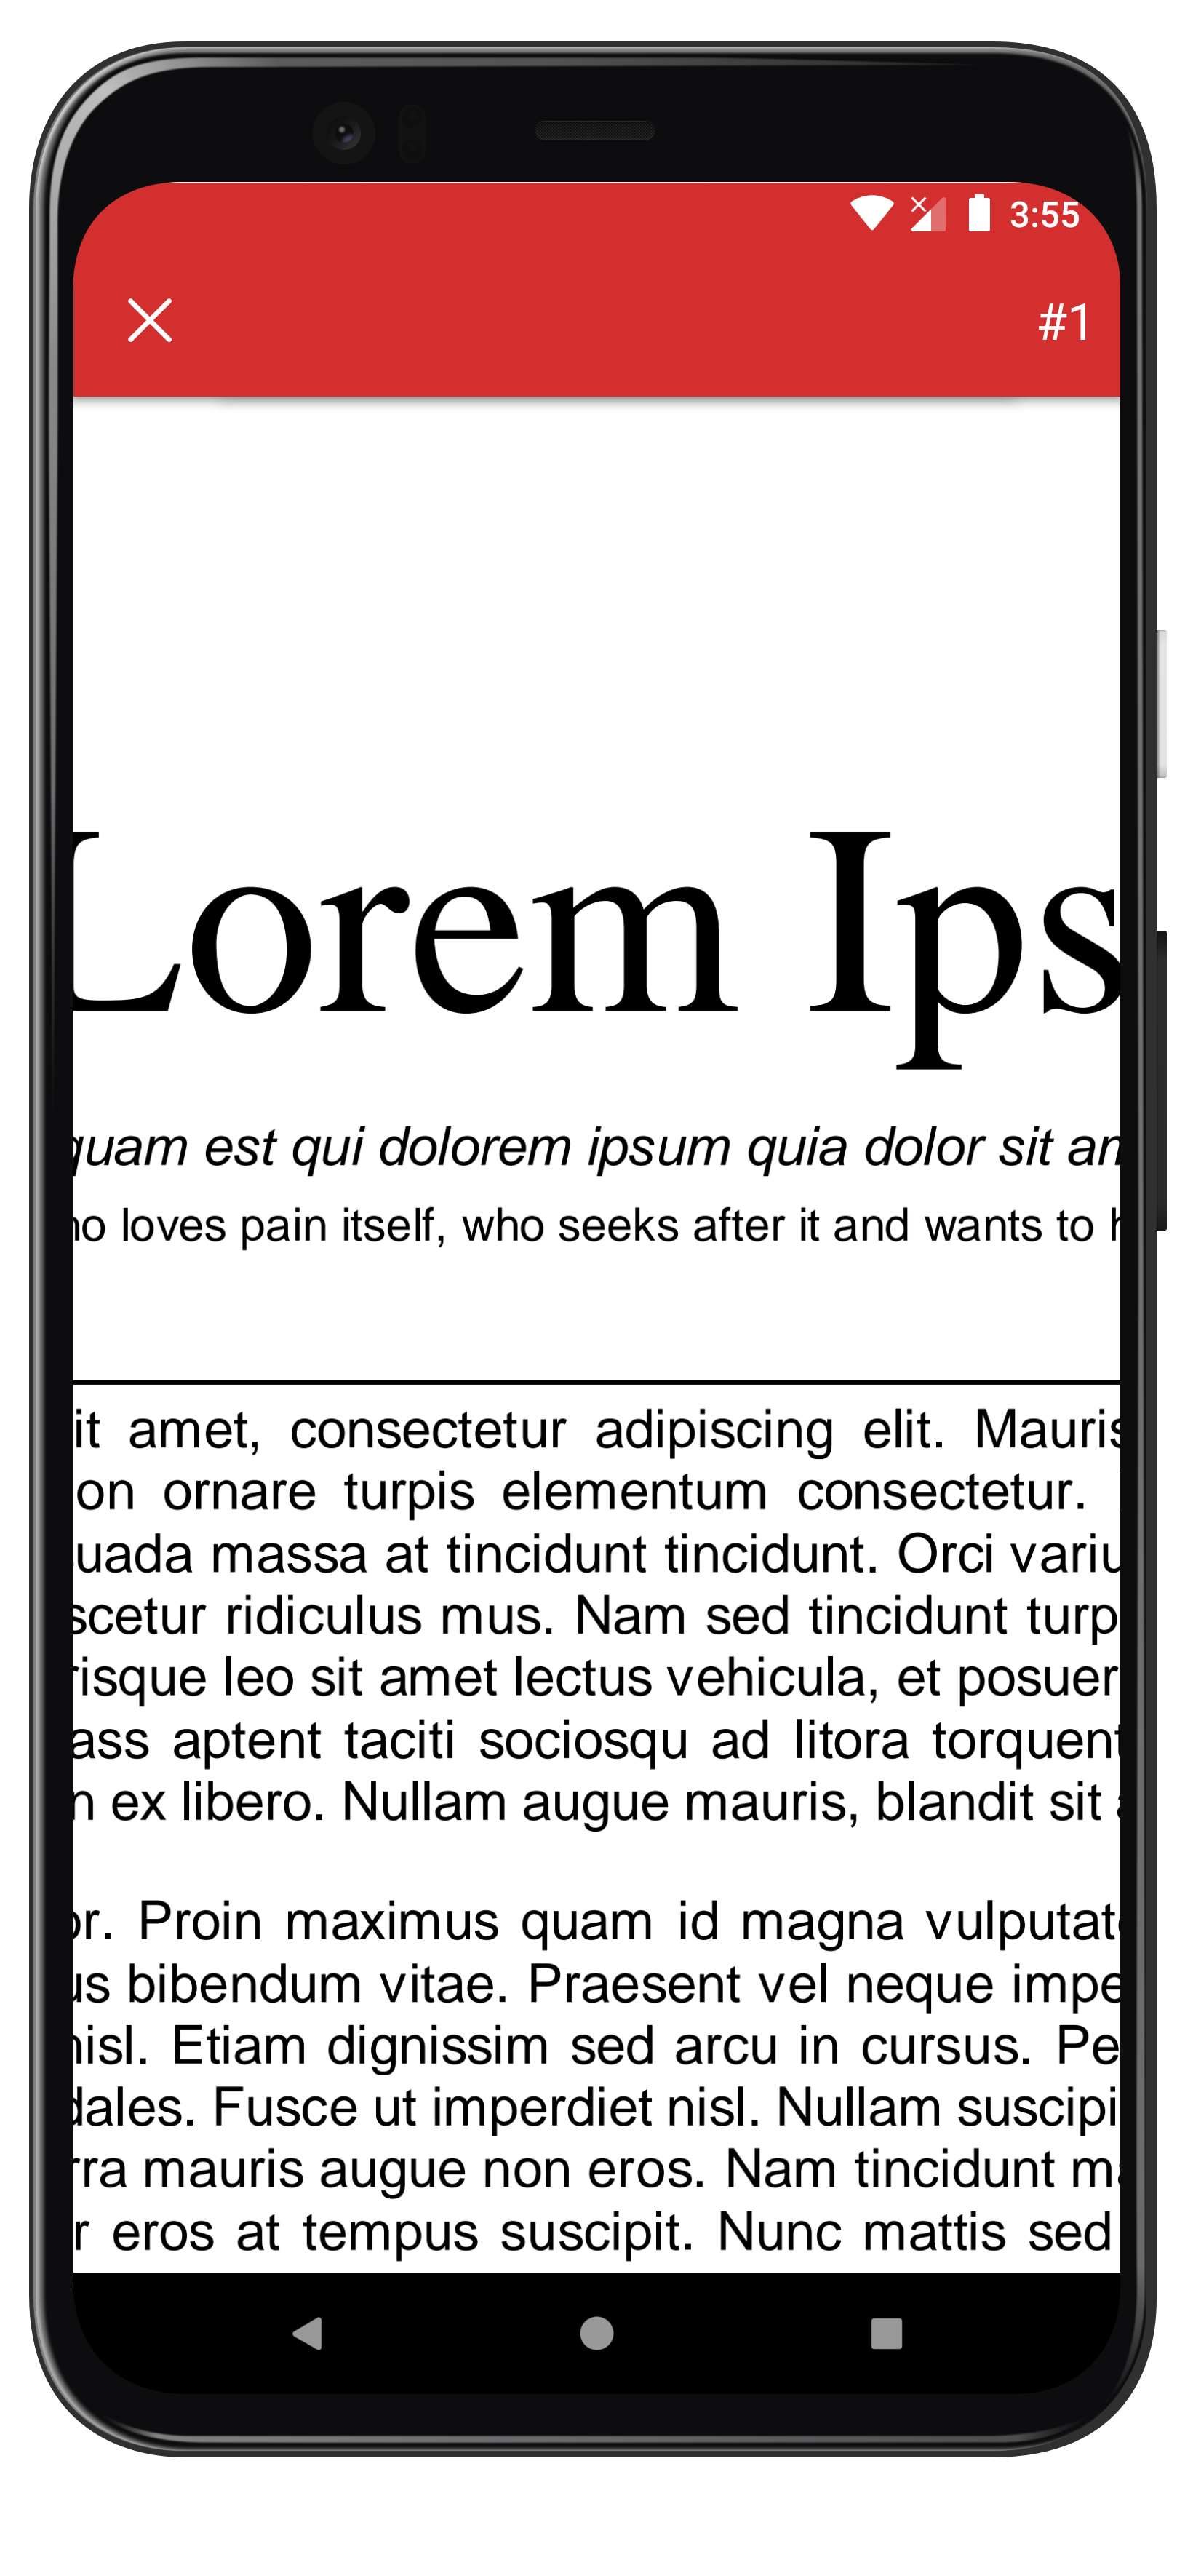 3:55
#1
Lorem Ips
quam est qui dolorem ipsum quia dolor sit
loves pain itself, who seeks after it and wants to
it amet, consectetur adipiscing elit. Mauris
on ornare turpis elementum consectetur.
uada massa at tincidunt tincidunt. Orci variu
scetur ridiculus mus. Nam sed tincidunt turp
risque leo sit amet lectus vehicula, et posuer
ass aptent taciti sociosqu ad litora torquent
n ex libero. Nullam augue mauris, blandit sit
or. Proin maximus quam id magna vulputat
us bibendum vitae. Praesent vel neque impe
nisl. Etiam dignissim sed arcu in cursus. Pe
dales. Fusce ut imperdiet nisl. Nullam suscipi
rra mauris augue non eros. Nam tincidunt m
r eros at tempus suscipit. Nunc mattis sed